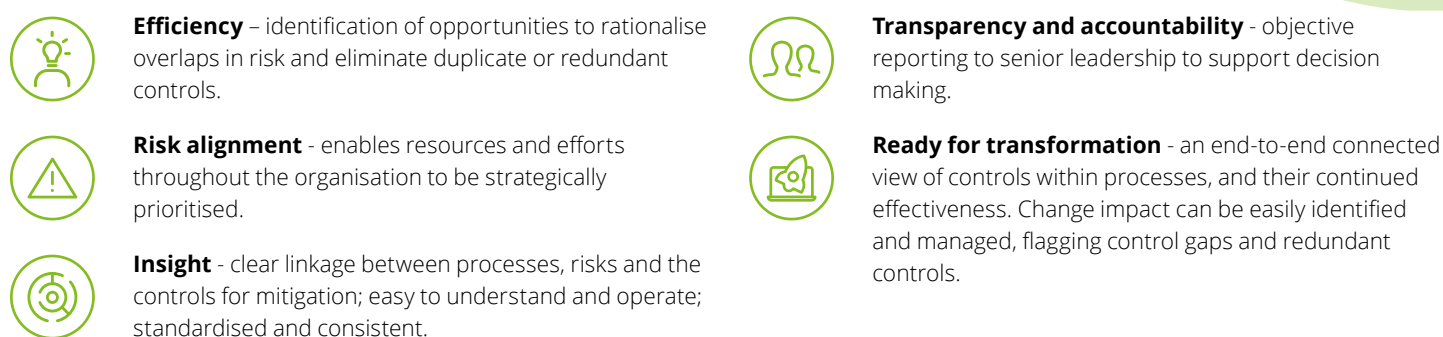 Efficiency – identification of opportunities to rationalise
overlaps in risk and eliminate duplicate or redundant
controls.
Risk alignment - enables resources and efforts
throughout the organisation to be strategically
prioritised.
Insight - clear linkage between processes, risks and the
controls for mitigation; easy to understand and operate;
standardised and consistent.
Transparency and accountability - objective
reporting to senior leadership to support decision
making.
Ready for transformation - an end-to-end connected
view of controls within processes, and their continued
effectiveness. Change impact can be easily identified
and managed, flagging control gaps and redundant
controls.